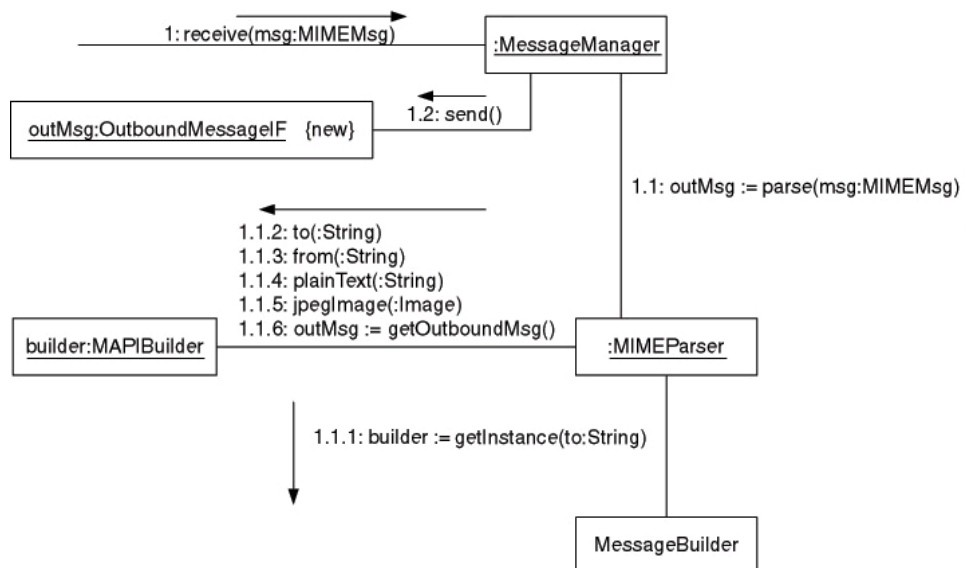 1: receive(msg:MIMEMsg)
:MessageManager
1.2: send()
outMsg:OutboundMessageIF {new}
1.1: outMsg := parse(msg:MIMEMsg)
1.1.2: to(:String)
1.1.3: from(:String)
1.1.4: plainText(:String)
1.1.5: jpegImage(:Image)
1.1.6: outMsg := getOutboundMsg()
builder:MAPIBuilder
:MIMEParser
1.1.1: builder := getInstance(to:String)
MessageBuilder